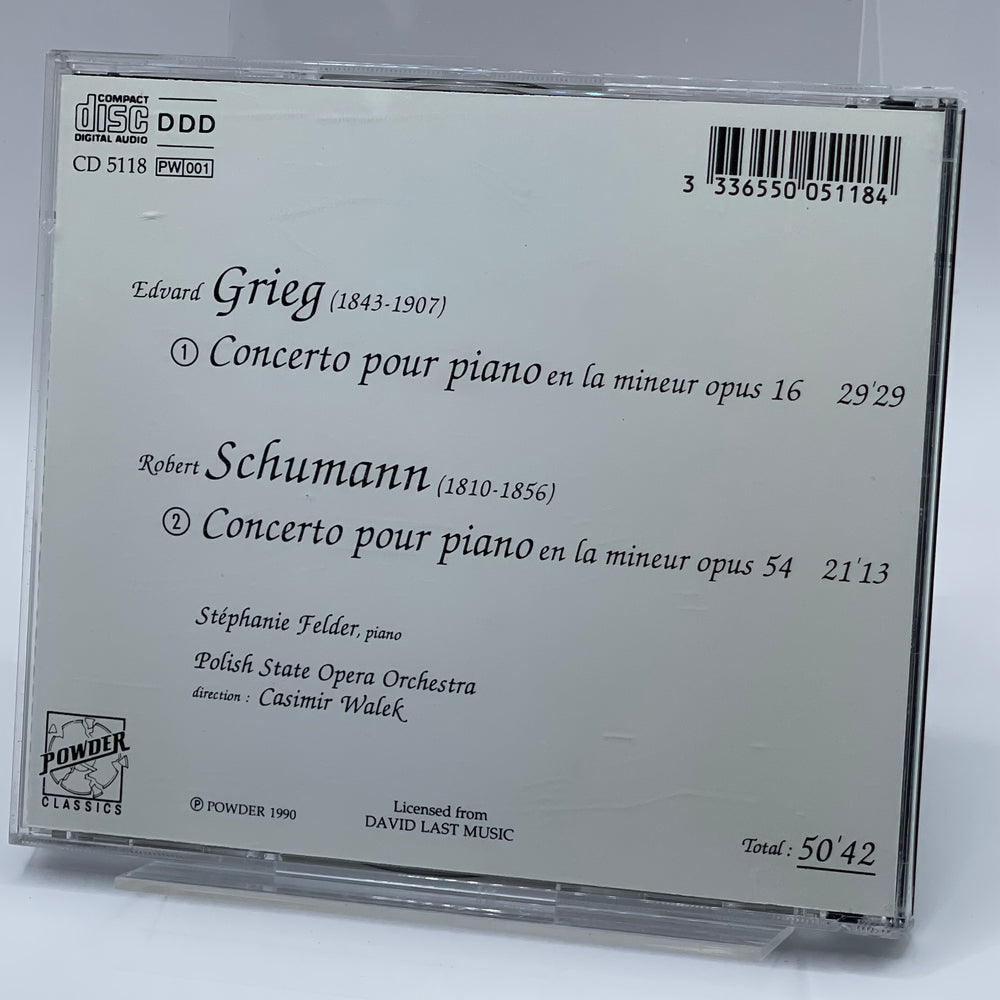 COMPACT
disc
DIGITAL AUDIO
DDD
CD 5118 PW 001
3 336550 051184
Edvard Grieg (1843-1907)
① Concerto pour piano en la mineur opus 16 29'29
Robert Schumann (1810-1856)
② Concerto pour piano en la mineur opus 54 21'13
Stéphanie Felder, piano
Polish State Opera Orchestra
direction : Casimir Walek
POWDER
CLASSICS
℗ POWDER 1990
Licensed from
DAVID LAST MUSIC
Total : 50'42